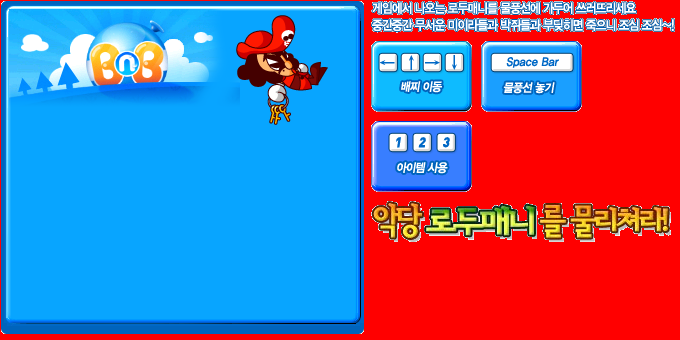 게임에서 나오는 로두매니를 물풍선에 가두어 쓰러뜨리세요
중간중간 무서운 미이라들과 박쥐들과 부딪히면 죽으니 조심 조심~!
BnB
← ↑ → ↓
Space Bar
배찌 이동
물풍선 놓기
1 2 3
아이템 사용
악당 로두매니를 물리쳐라!